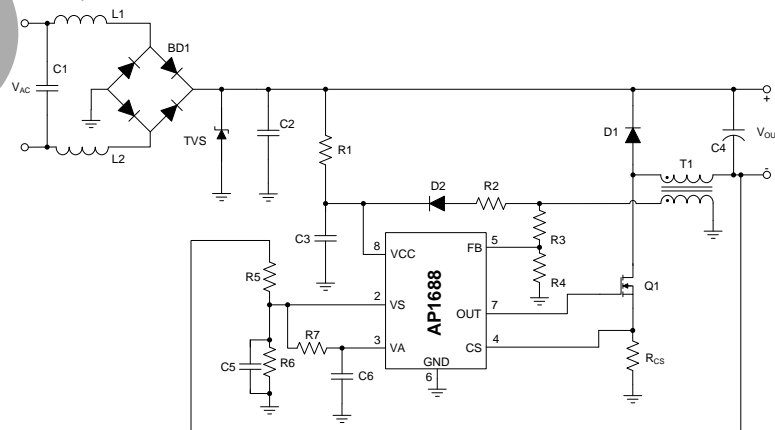 L1
BD1
C1
VAC
L2
TVS
C2
R1
D1
C4
+
VOU
-
T1
D2
R2
C3
R3
R4
8
VCC
5
FB
AP1688
R5
2
VS
7
OUT
Q1
R7
3
VA
4
CS
C5
R6
C6
GND
6
RCS